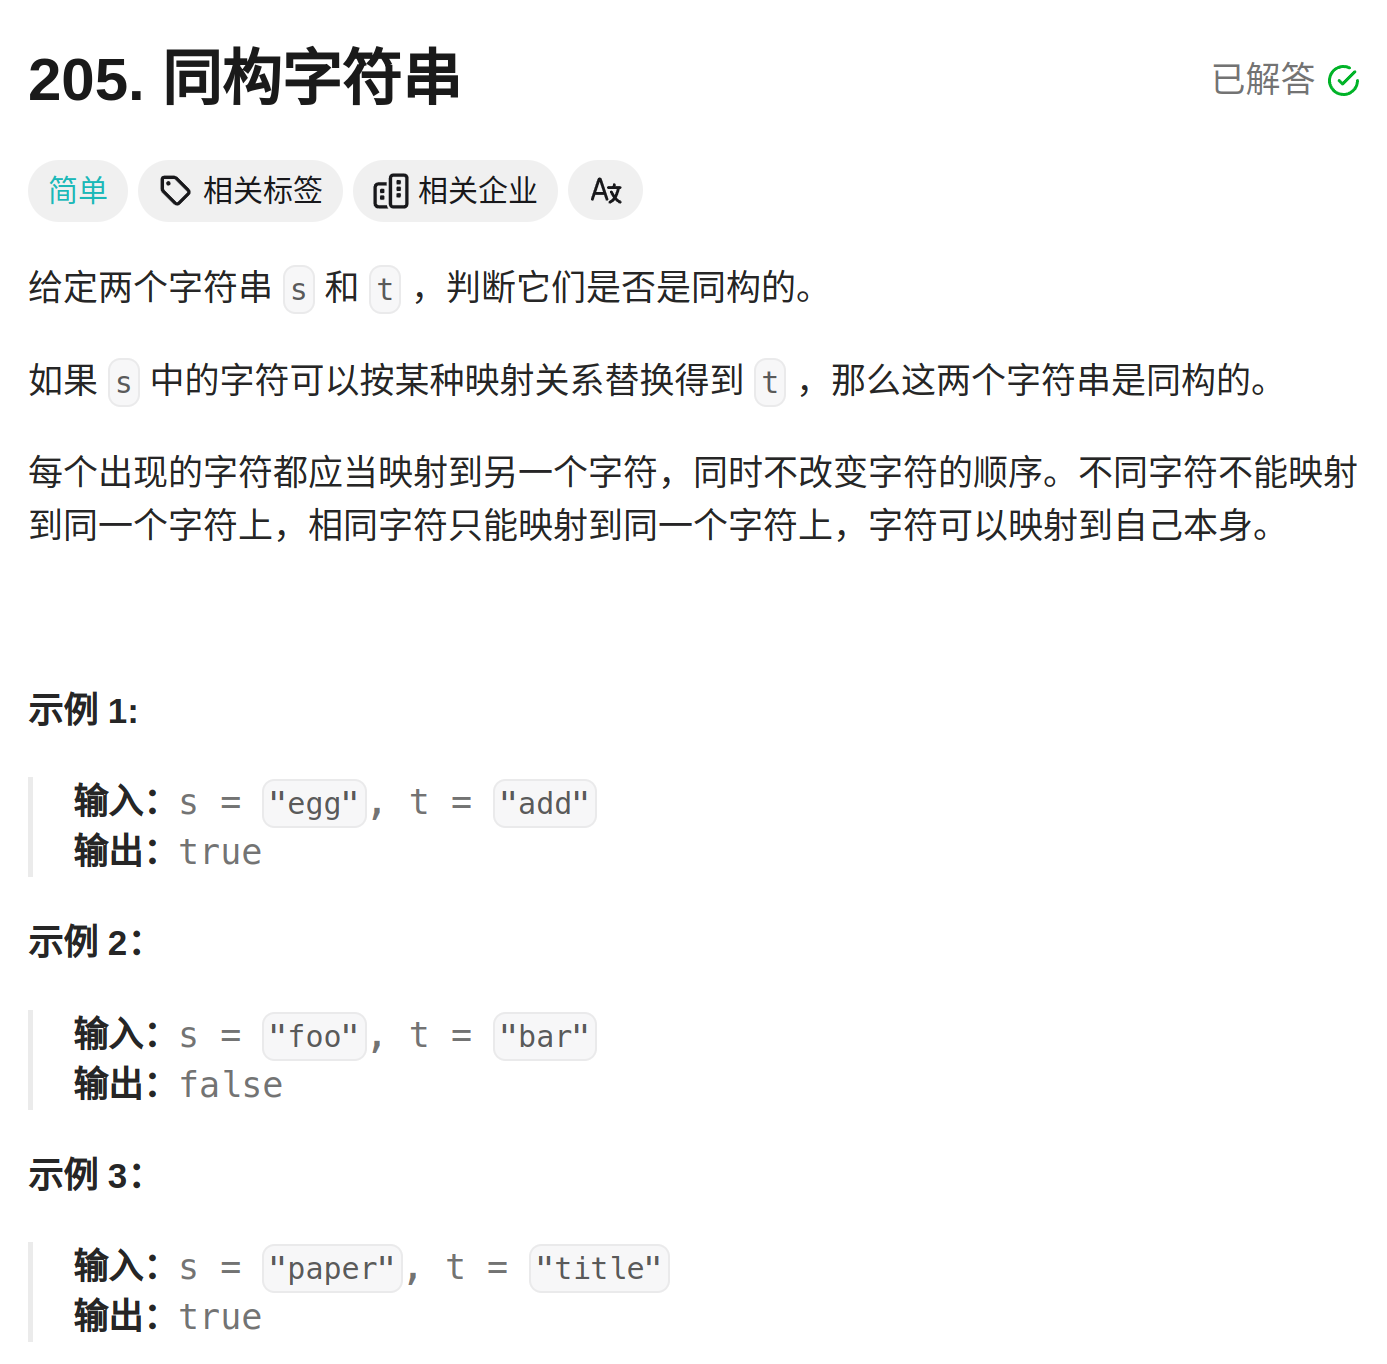 205. 同构字符串
已解答
简单 相关标签 相关企业
给定两个字符串 s 和 t ，判断它们是否是同构的。
如果 s 中的字符可以按某种映射关系替换得到 t ，那么这两个字符串是同构的。
每个出现的字符都应当映射到另一个字符，同时不改变字符的顺序。不同字符不能映射
到同一个字符上，相同字符只能映射到同一个字符上，字符可以映射到自己本身。
示例 1:
输入：s = "egg", t = "add"
输出：true
示例 2：
输入：s = "foo", t = "bar"
输出：false
示例 3：
输入：s = "paper", t = "title"
输出：true